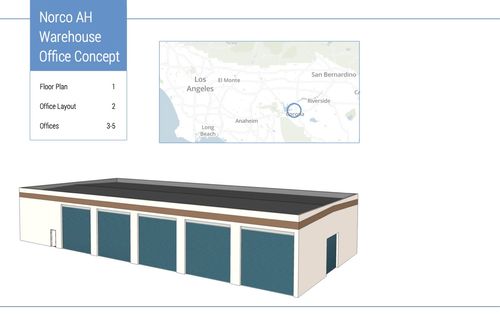 Norco AH
Warehouse
Office Concept
Floor Plan 1
Office Layout 2
Offices 3-5
Los
Angeles
El Monte
San Bernardino
Riverside
Corona
Anaheim
Long
Beach